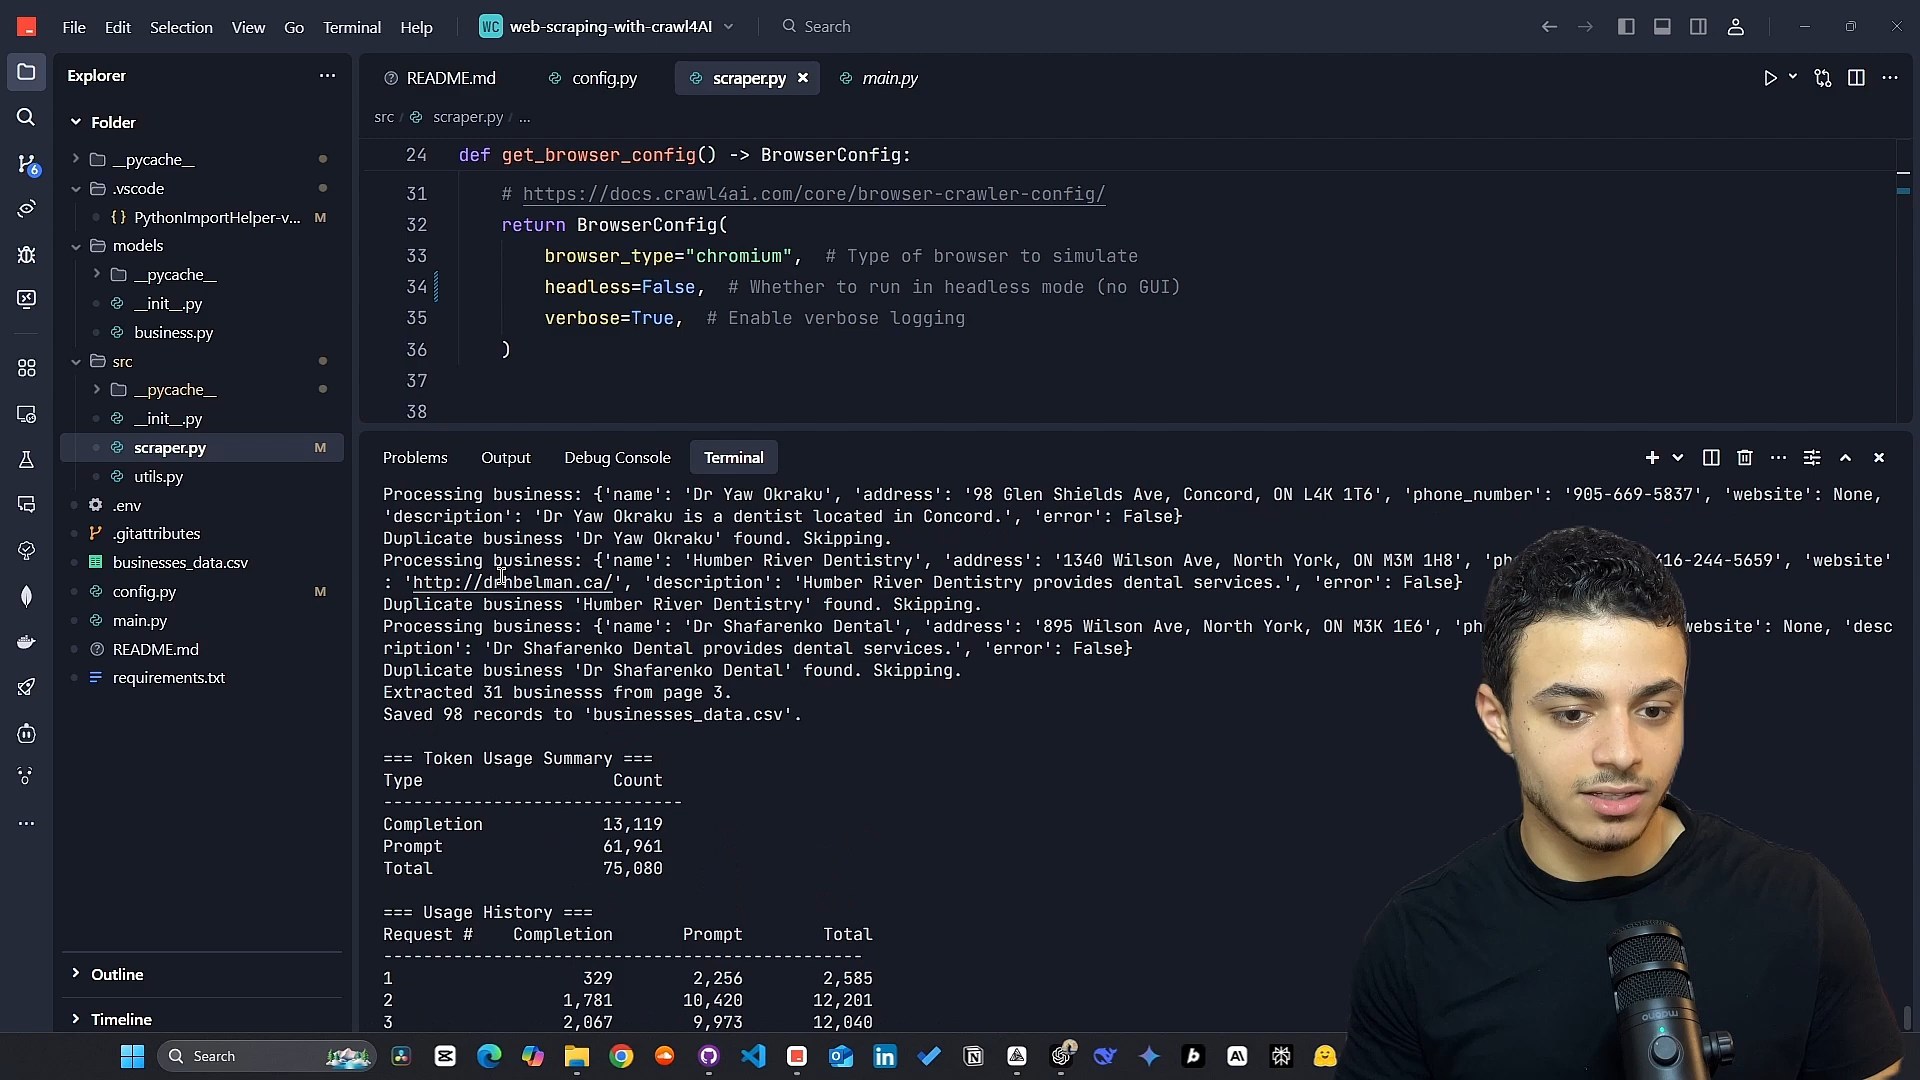 File Edit Selection View Go Terminal Help
WC web-scraping-with-crawl4AI
Search
Explorer
Folder
__pycache__
.vscode
{} PythonImportHelper-v... M
models
__pycache__
__init__.py
business.py
src
__pycache__
__init__.py
scraper.py M
utils.py
.env
.gitattributes
businesses_data.csv
config.py M
main.py
README.md
requirements.txt
Outline
Timeline
6
README.md config.py scraper.py main.py
src / scraper.py / ...
24 def get_browser_config() -> BrowserConfig:
31 # https://docs.crawl4ai.com/core/browser-crawler-config/
32 return BrowserConfig(
33 browser_type="chromium", # Type of browser to simulate
34 headless=False, # Whether to run in headless mode (no GUI)
35 verbose=True, # Enable verbose logging
36 )
37
38
Problems Output Debug Console Terminal
Processing business: {'name': 'Dr Yaw Okraku', 'address': '98 Glen Shields Ave, Concord, ON L4K 1T6', 'phone_number': '905-669-5837', 'website': None,
'description': 'Dr Yaw Okraku is a dentist located in Concord.', 'error': False}
Duplicate business 'Dr Yaw Okraku' found. Skipping.
Processing business: {'name': 'Humber River Dentistry', 'address': '1340 Wilson Ave, North York, ON M3M 1H8', 'ph 16-244-5659', 'website'
: 'http://drhbelman.ca/', 'description': 'Humber River Dentistry provides dental services.', 'error': False}
Duplicate business 'Humber River Dentistry' found. Skipping.
Processing business: {'name': 'Dr Shafarenko Dental', 'address': '895 Wilson Ave, North York, ON M3K 1E6', 'ph website': None, 'desc
ription': 'Dr Shafarenko Dental provides dental services.', 'error': False}
Duplicate business 'Dr Shafarenko Dental' found. Skipping.
Extracted 31 businesss from page 3.
Saved 98 records to 'businesses_data.csv'.
=== Token Usage Summary ===
Type Count
------------------------------
Completion 13,119
Prompt 61,961
Total 75,080
=== Usage History ===
Request # Completion Prompt Total
------------------------------------------------
1 329 2,256 2,585
2 1,781 10,420 12,201
3 2,067 9,973 12,040
maono
Search